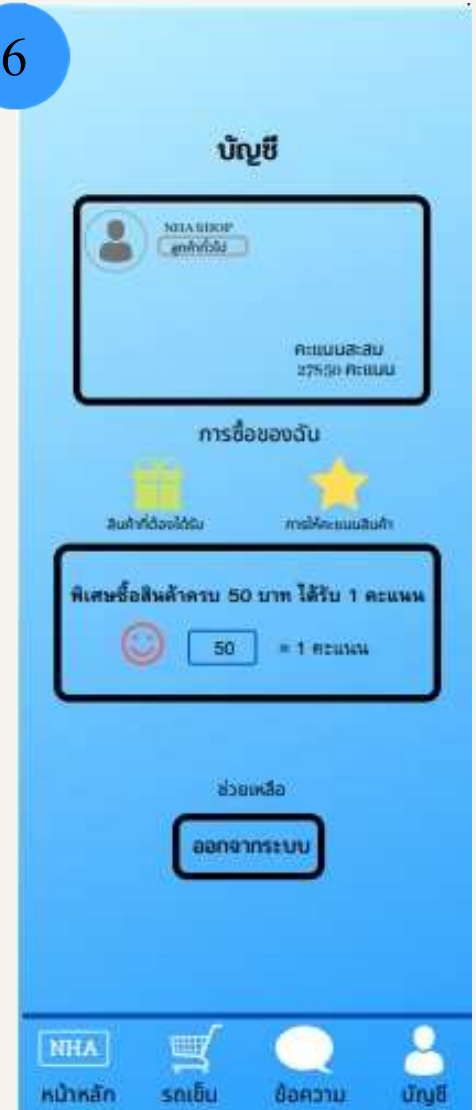 6
บัญชี
NHA SHOP
ลูกค้าทั่วไป
คะแนนสะสม
27850 คะแนน
การซื้อของฉัน
สินค้าที่ต้องได้รับ การให้คะแนนสินค้า
พิเศษซื้อสินค้าครบ 50 บาท ได้รับ 1 คะแนน
50 = 1 คะแนน
ช่วยเหลือ
ออกจากระบบ
NHA
หน้าหลัก รถเข็น ข้อความ บัญชี